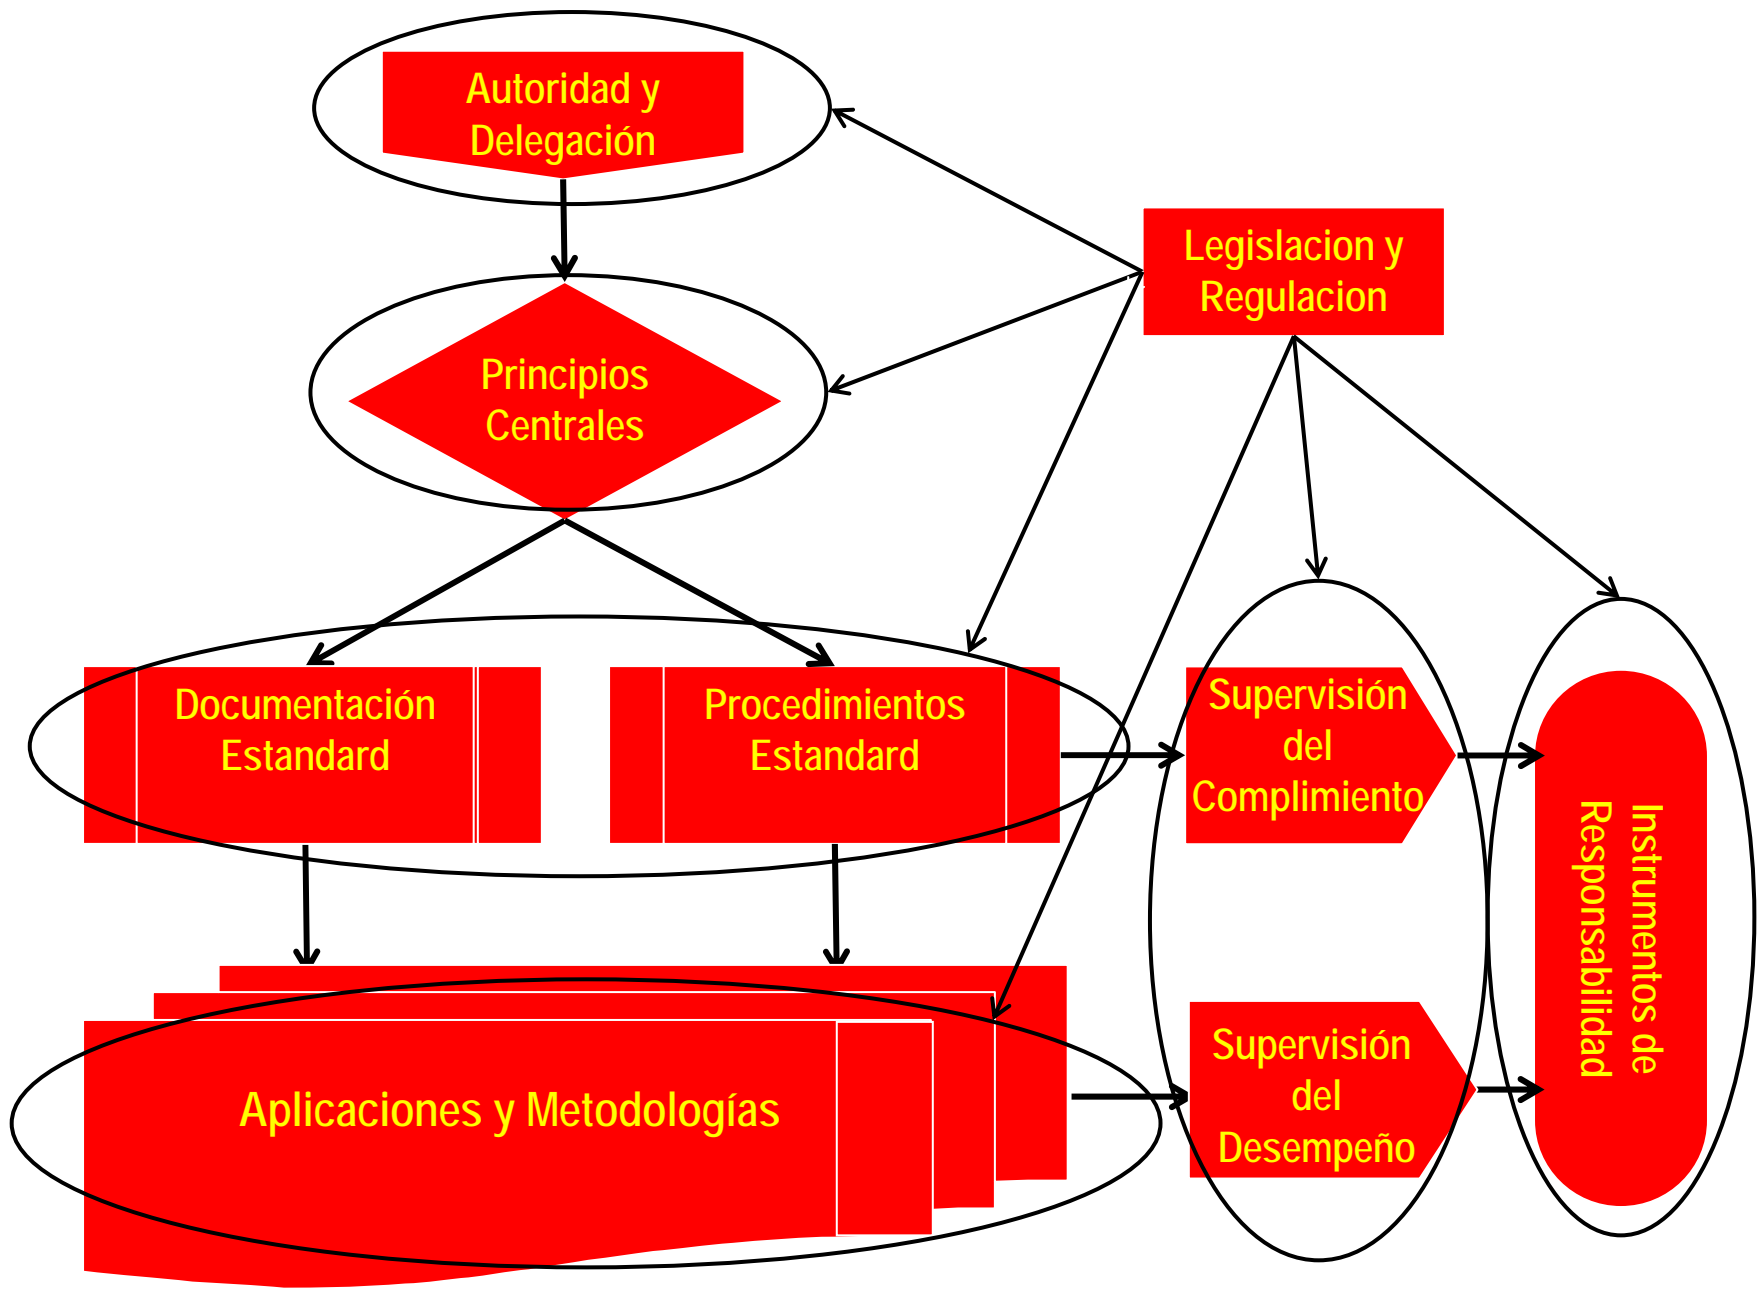 Autoridad y
Delegación
Legislacion y
Regulacion
Principios
Centrales
Documentación
Estandard
Procedimientos
Estandard
Supervisión
del
Complimiento
Instrumentos de
Responsabilidad
Aplicaciones y Metodologías
Supervisión
del
Desempeño